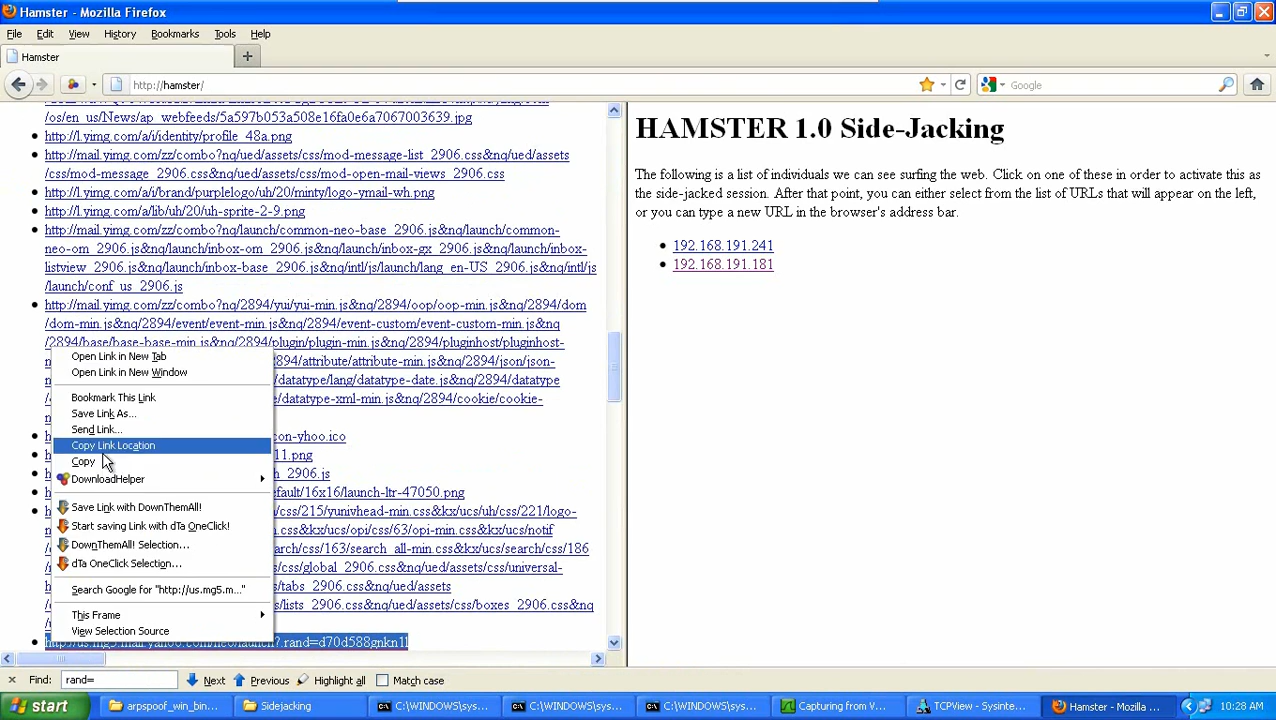 Hamster - Mozilla Firefox
File Edit View History Bookmarks Tools Help
Hamster
http://hamster/
Google
/os/en_us/News/ap_webfeeds/5a597b053a508e16fa0e6a7067003639.jpg
http://l.yimg.com/a/i/identity/profile_48a.png
http://mail.yimg.com/zz/combo?nq/ued/assets/css/mod-message-list_2906.css&nq/ued/assets
/css/mod-message_2906.css&nq/ued/assets/css/mod-open-mail-views_2906.css
http://l.yimg.com/a/i/brand/purplelogo/uh/20/minty/logo-ymail-wh.png
http://l.yimg.com/a/lib/uh/20/uh-sprite-2-9.png
http://mail.yimg.com/zz/combo?nq/launch/common-neo-base_2906.js&nq/launch/common-
neo-om_2906.js&nq/launch/inbox-om_2906.js&nq/launch/inbox-gx_2906.js&nq/launch/inbox-
listview_2906.js&nq/launch/inbox-base_2906.js&nq/intl/js/launch/lang_en-US_2906.js&nq/intl/js
/launch/conf_us_2906.js
http://mail.yimg.com/zz/combo?nq/2894/yui/yui-min.js&nq/2894/oop/oop-min.js&nq/2894/dom
/dom-min.js&nq/2894/event/event-min.js&nq/2894/event-custom/event-custom-min.js&nq
/2894/base/base-base-min.js&nq/2894/plugin/plugin-min.js&nq/2894/pluginhost/pluginhost-
/2894/attribute/attribute-min.js&nq/2894/json/json-
/datatype/lang/datatype-date.js&nq/2894/datatype
/datatype-xml-min.js&nq/2894/cookie/cookie-
con-yhoo.ico
11.png
h_2906.js
efault/16x16/launch-ltr-47050.png
css/215/yunivhead-min.css&kx/ucs/uh/css/221/logo-
n.css&kx/ucs/opi/css/63/opi-min.css&kx/ucs/notif
earch/css/163/search_all-min.css&kx/ucs/search/css/186
/css/global_2906.css&nq/ued/assets/css/universal-
/tabs_2906.css&nq/ued/assets
/lists_2906.css&nq/ued/assets/css/boxes_2906.css&nq
http://us.mg5.mail.yahoo.com/neo/launch?.rand=d70d588gnkn1l
Open Link in New Tab
Open Link in New Window
Bookmark This Link
Save Link As...
Send Link...
Copy Link Location
Copy
DownloadHelper
Save Link with DownThemAll!
Start saving Link with dTa OneClick!
DownThemAll! Selection...
dTa OneClick Selection...
Search Google for "http://us.mg5.m..."
This Frame
View Selection Source
HAMSTER 1.0 Side-Jacking
The following is a list of individuals we can see surfing the web. Click on one of these in order to activate this as
the side-jacked session. After that point, you can either select from the list of URLs that will appear on the left,
or you can type a new URL in the browser's address bar.
192.168.191.241
192.168.191.181
Find: rand= Next Previous Highlight all Match case
start arpspoof_win_bin... Sidejacking C:\WINDOWS\sys... C:\WINDOWS\sys... C:\WINDOWS\sys... Capturing from V... TCPView - Sysinte... Hamster - Mozilla F... 10:28 AM